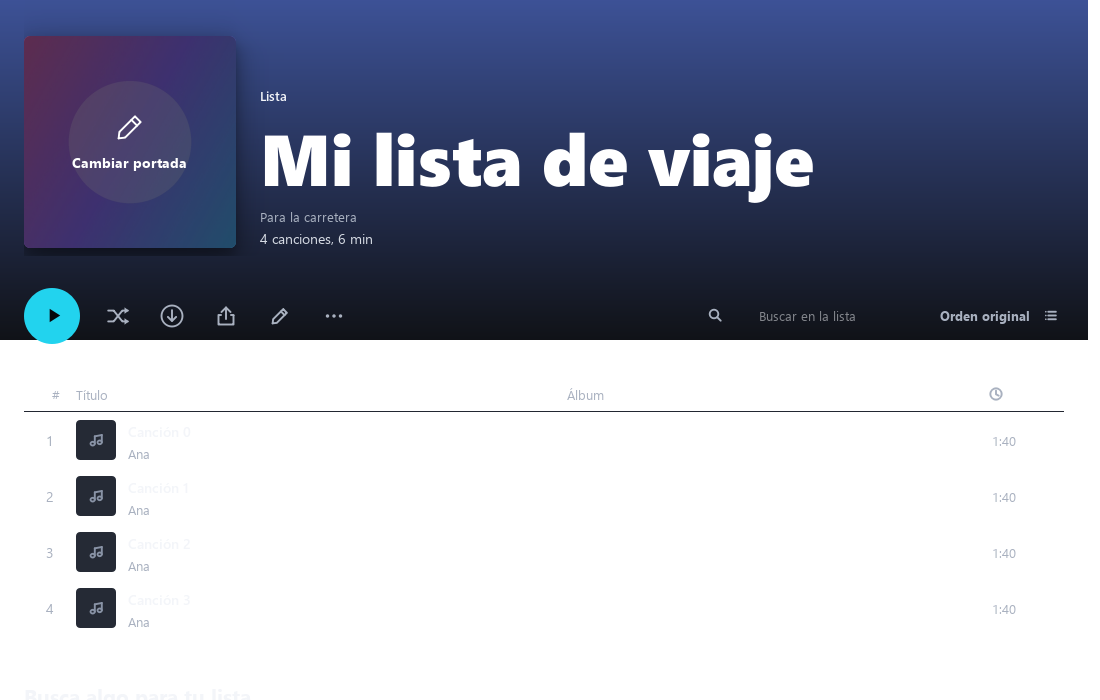 Lista
Mi lista de viaje
Cambiar portada
Para la carretera
4 canciones, 6 min
Buscar en la lista
Orden original
# Título Álbum
1 Canción 0 1:40
Ana
2 Canción 1 1:40
Ana
3 Canción 2 1:40
Ana
4 Canción 3 1:40
Ana
Busca algo para tu lista